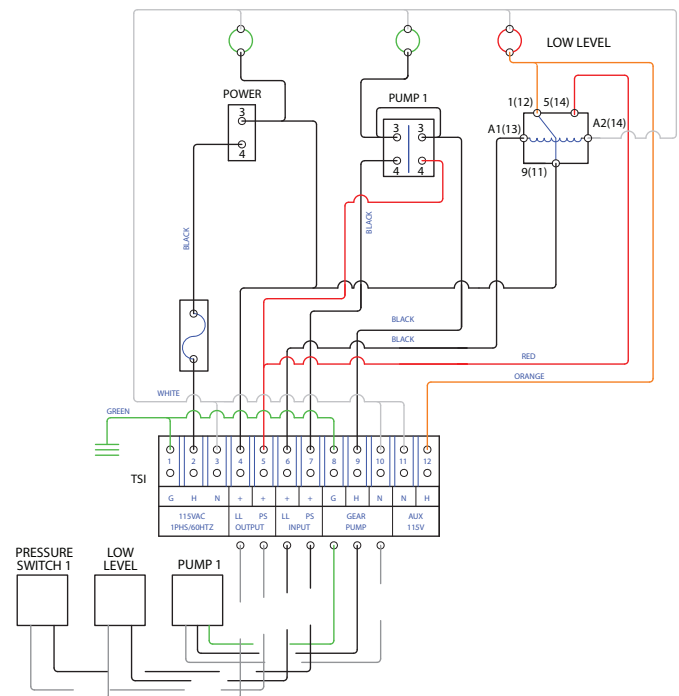 LOW LEVEL
POWER
PUMP 1
1(12) 5(14)
A1(13)
A2(14)
9(11)
3
4
3 3
4 4
BLACK
BLACK
BLACK
BLACK
RED
ORANGE
WHITE
GREEN
TSI
1 2 3 4 5 6 7 8 9 10 11 12
G H N + + + + G H N N H
115VAC
1PHS/60HTZ
LL PS
OUTPUT
LL PS
INPUT
GEAR
PUMP
AUX
115V
PRESSURE
SWITCH 1
LOW
LEVEL
PUMP 1